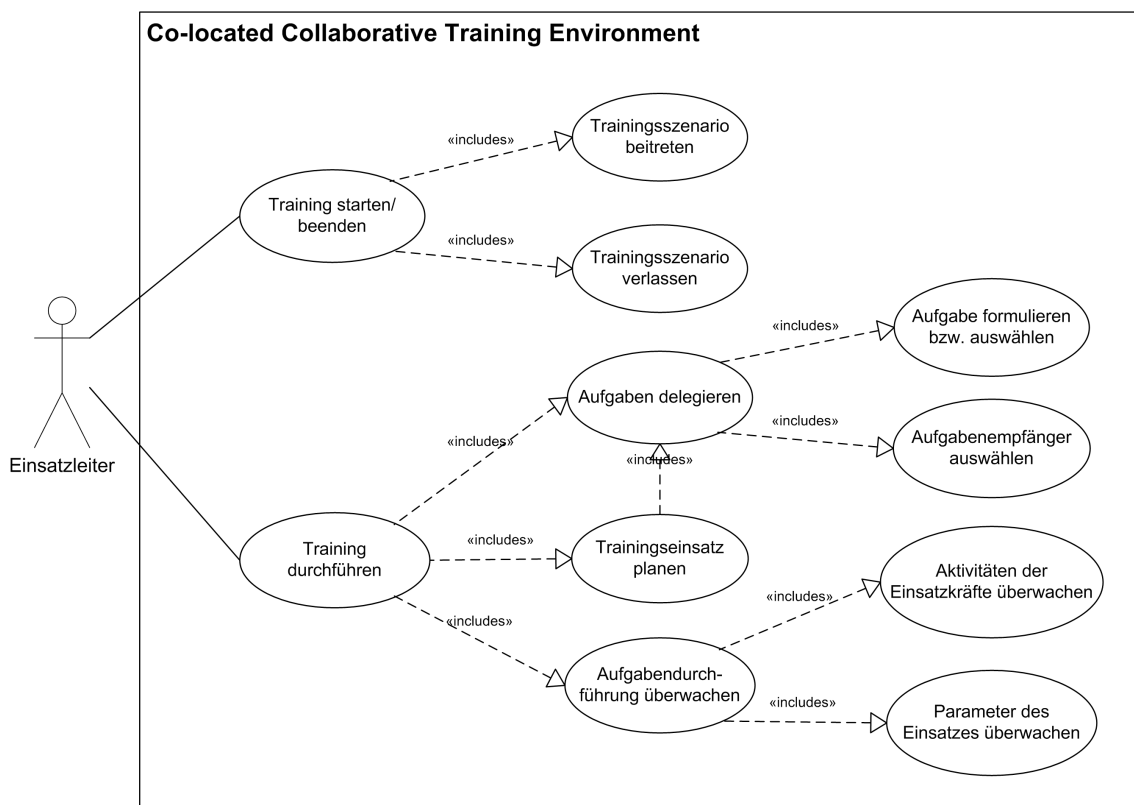 Co-located Collaborative Training Environment
«includes»
Trainingsszenario
beitreten
Training starten/
beenden
«includes»
Trainingsszenario
verlassen
«includes»
Aufgabe formulieren
bzw. auswählen
Aufgaben delegieren
«includes»
Aufgabenempfänger
auswählen
«includes»
«includes»
Einsatzleiter
Training
durchführen
«includes»
Trainingseinsatz
planen
«includes»
Aktivitäten der
Einsatzkräfte überwachen
«includes»
Aufgabendurch-
führung überwachen
«includes»
Parameter des
Einsatzes überwachen